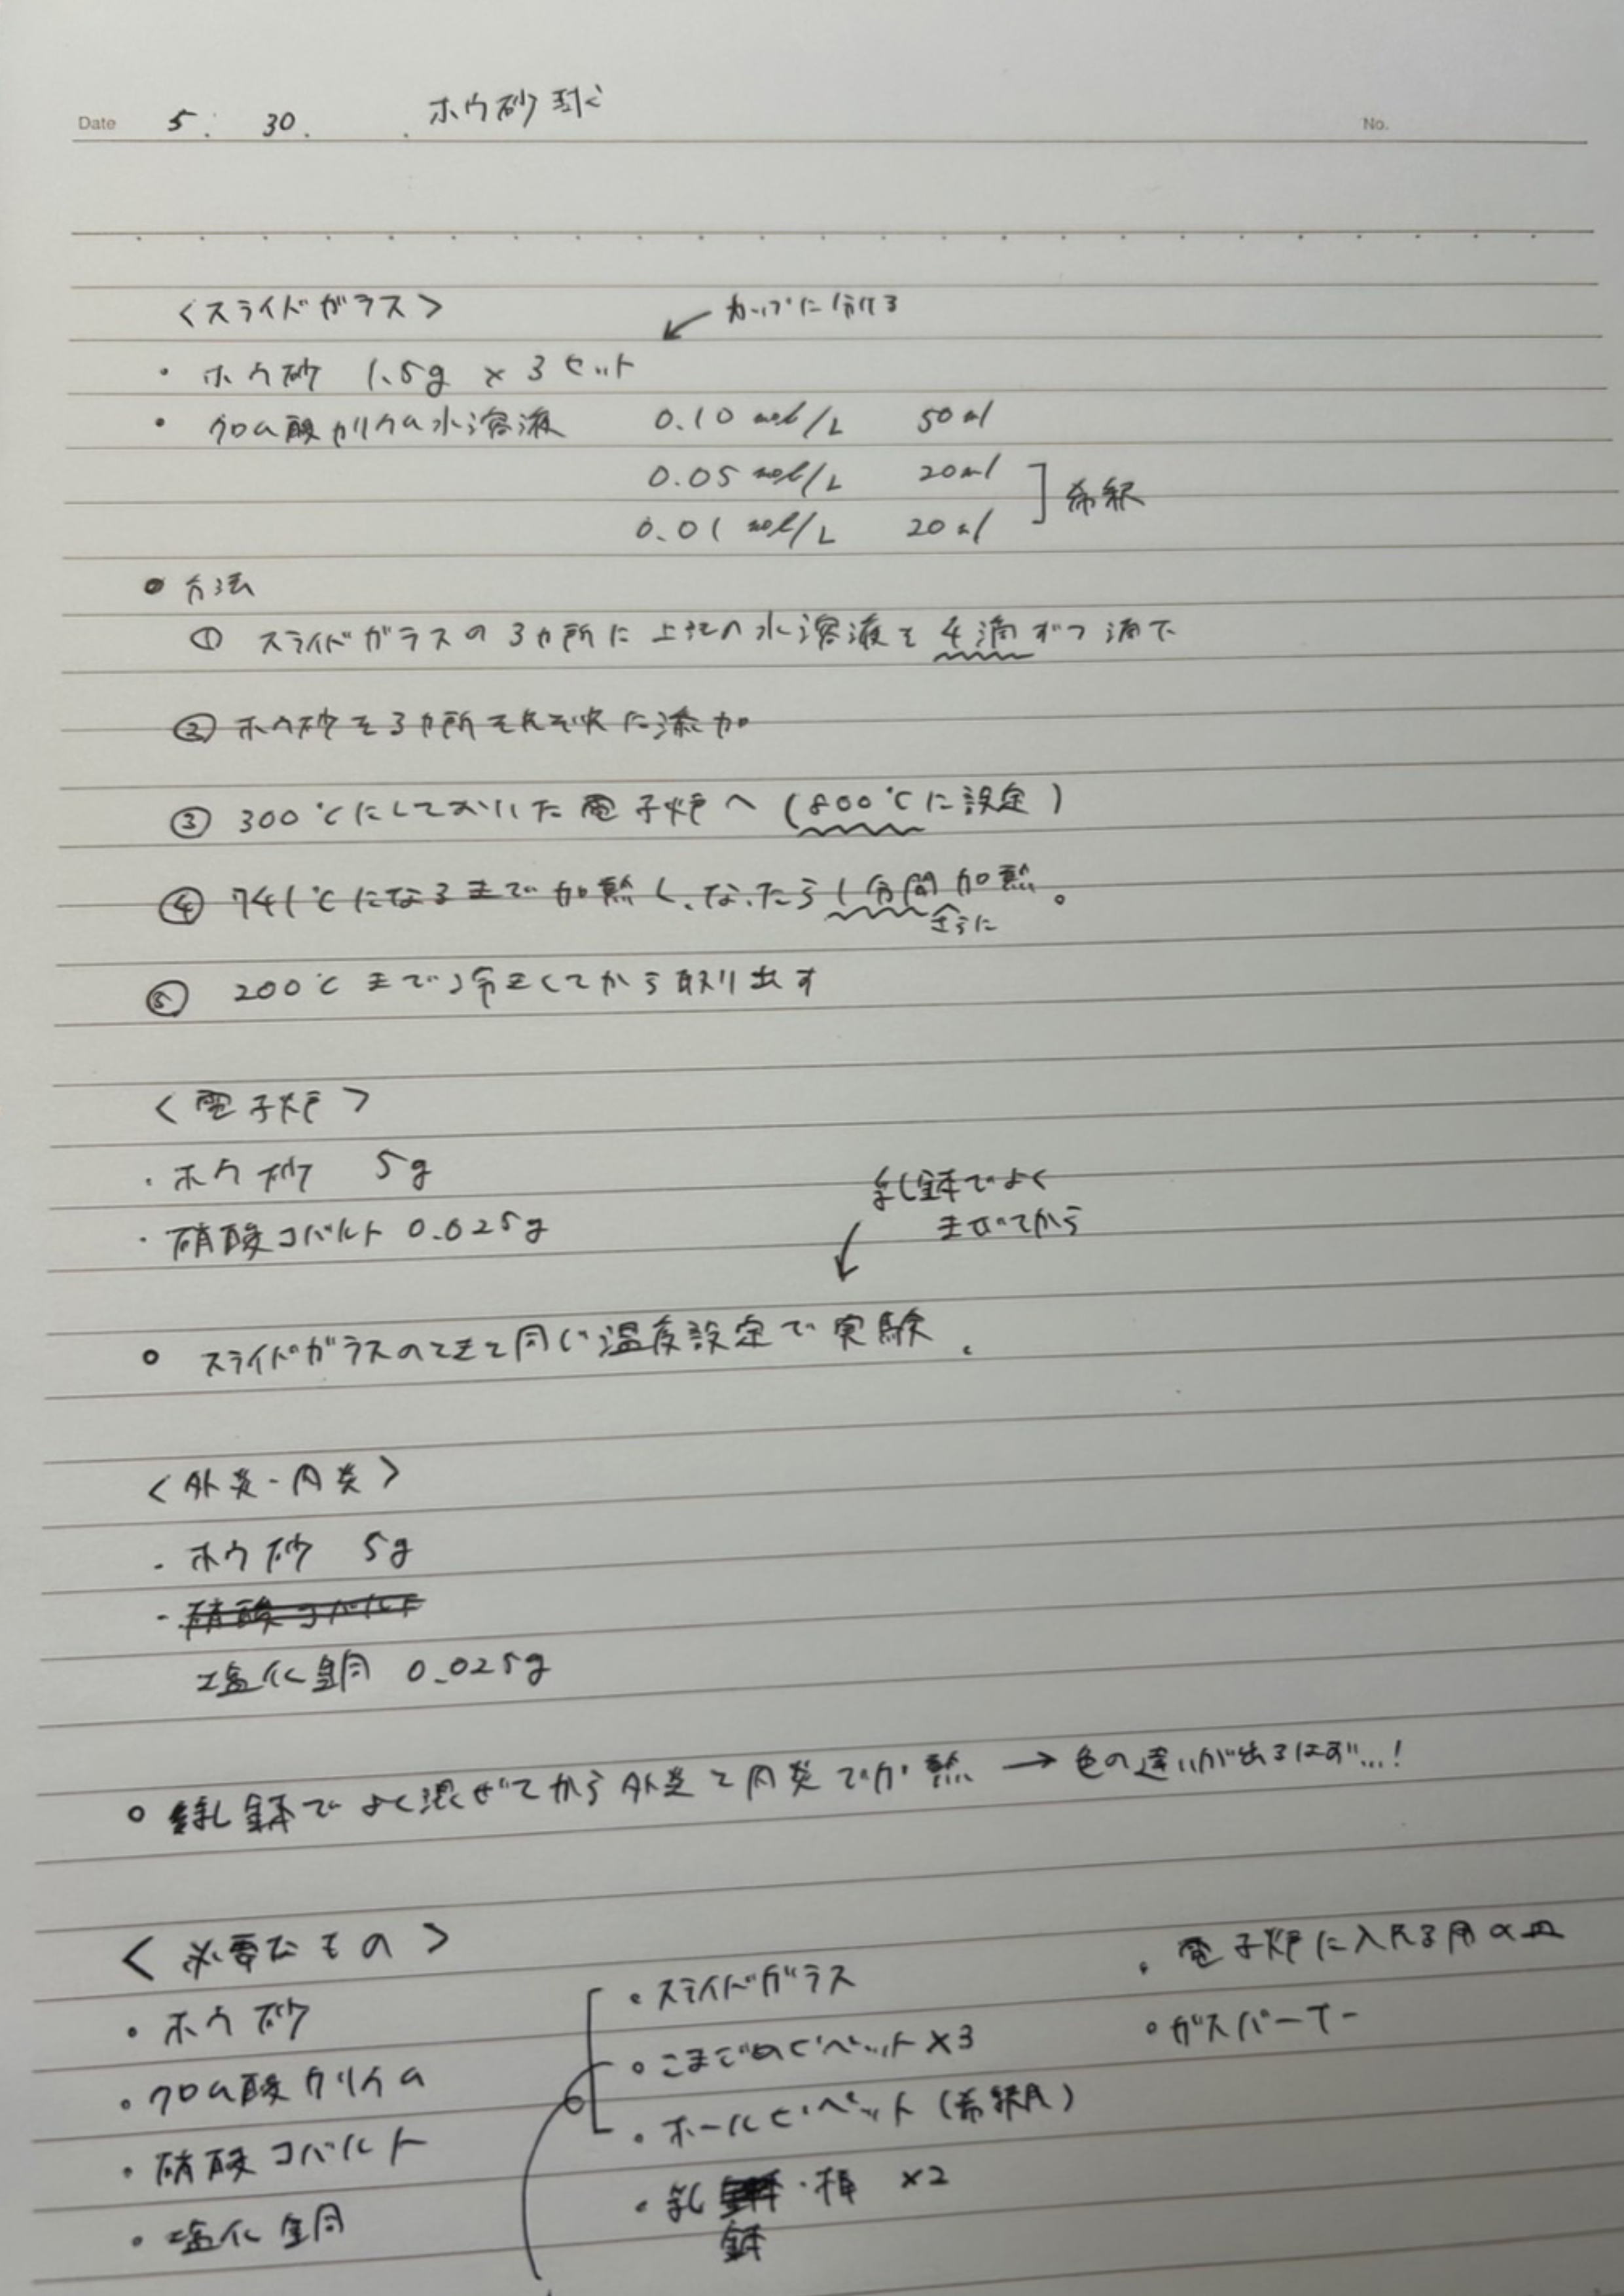 Date 5. 30. . ホウ砂球 No.
<スライドガラス> ← カップに分ける
・ホウ砂 1.5g × 3セット
・クロム酸カリウム水溶液 0.10 mol/L 50ml
0.05 mol/L 20ml
0.01 mol/L 20ml ] 希釈
● 方法
① スライドガラスの3カ所に上記の水溶液を4滴ずつ滴下
② ホウ砂を3カ所それぞれに添加
③ 300℃にしておいた電子炉へ (800℃に設定)
④ 741℃になるまで加熱し、なったら1分間加熱。
さらに
⑤ 200℃まで冷めてから取り出す
<電子炉>
・ホウ砂 5g
・硝酸コバルト 0.025g
乳鉢でよく
まぜてから
↓
○ スライドガラスのときと同じ温度設定で実験.
<外炎・内炎>
・ホウ砂 5g
・硝酸コバルト
塩化銅 0.025g
○ 乳鉢でよく混ぜてから外炎と内炎で加熱 → 色の違いが出るはず...!
<必要なもの>
・ホウ砂
・クロム酸カリウム
・硝酸コバルト
・塩化銅
・スライドガラス
・こまごめピペット×3
・ホールピペット(希釈用)
・乳鉢・棒 ×2
・電子炉に入れる用の皿
・ガスバーナー